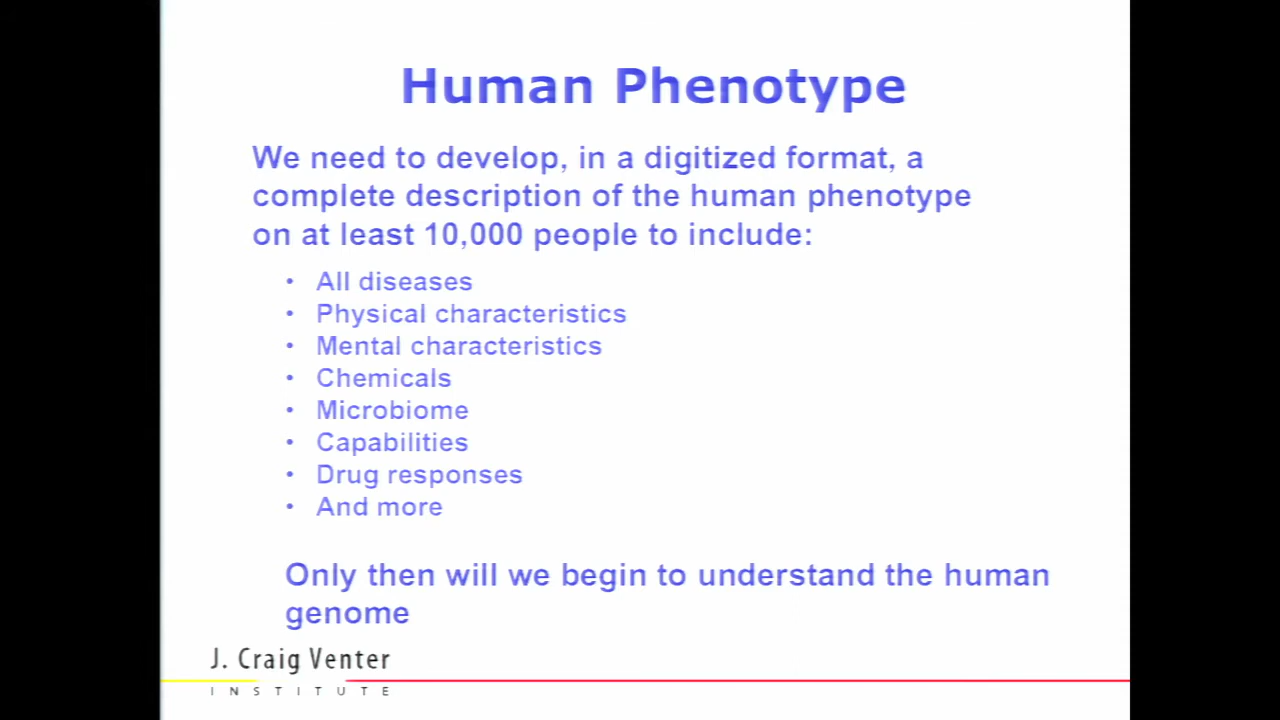 Human Phenotype
We need to develop, in a digitized format, a
complete description of the human phenotype
on at least 10,000 people to include:
• All diseases
• Physical characteristics
• Mental characteristics
• Chemicals
• Microbiome
• Capabilities
• Drug responses
• And more
Only then will we begin to understand the human
genome
J. Craig Venter
INSTITUTE